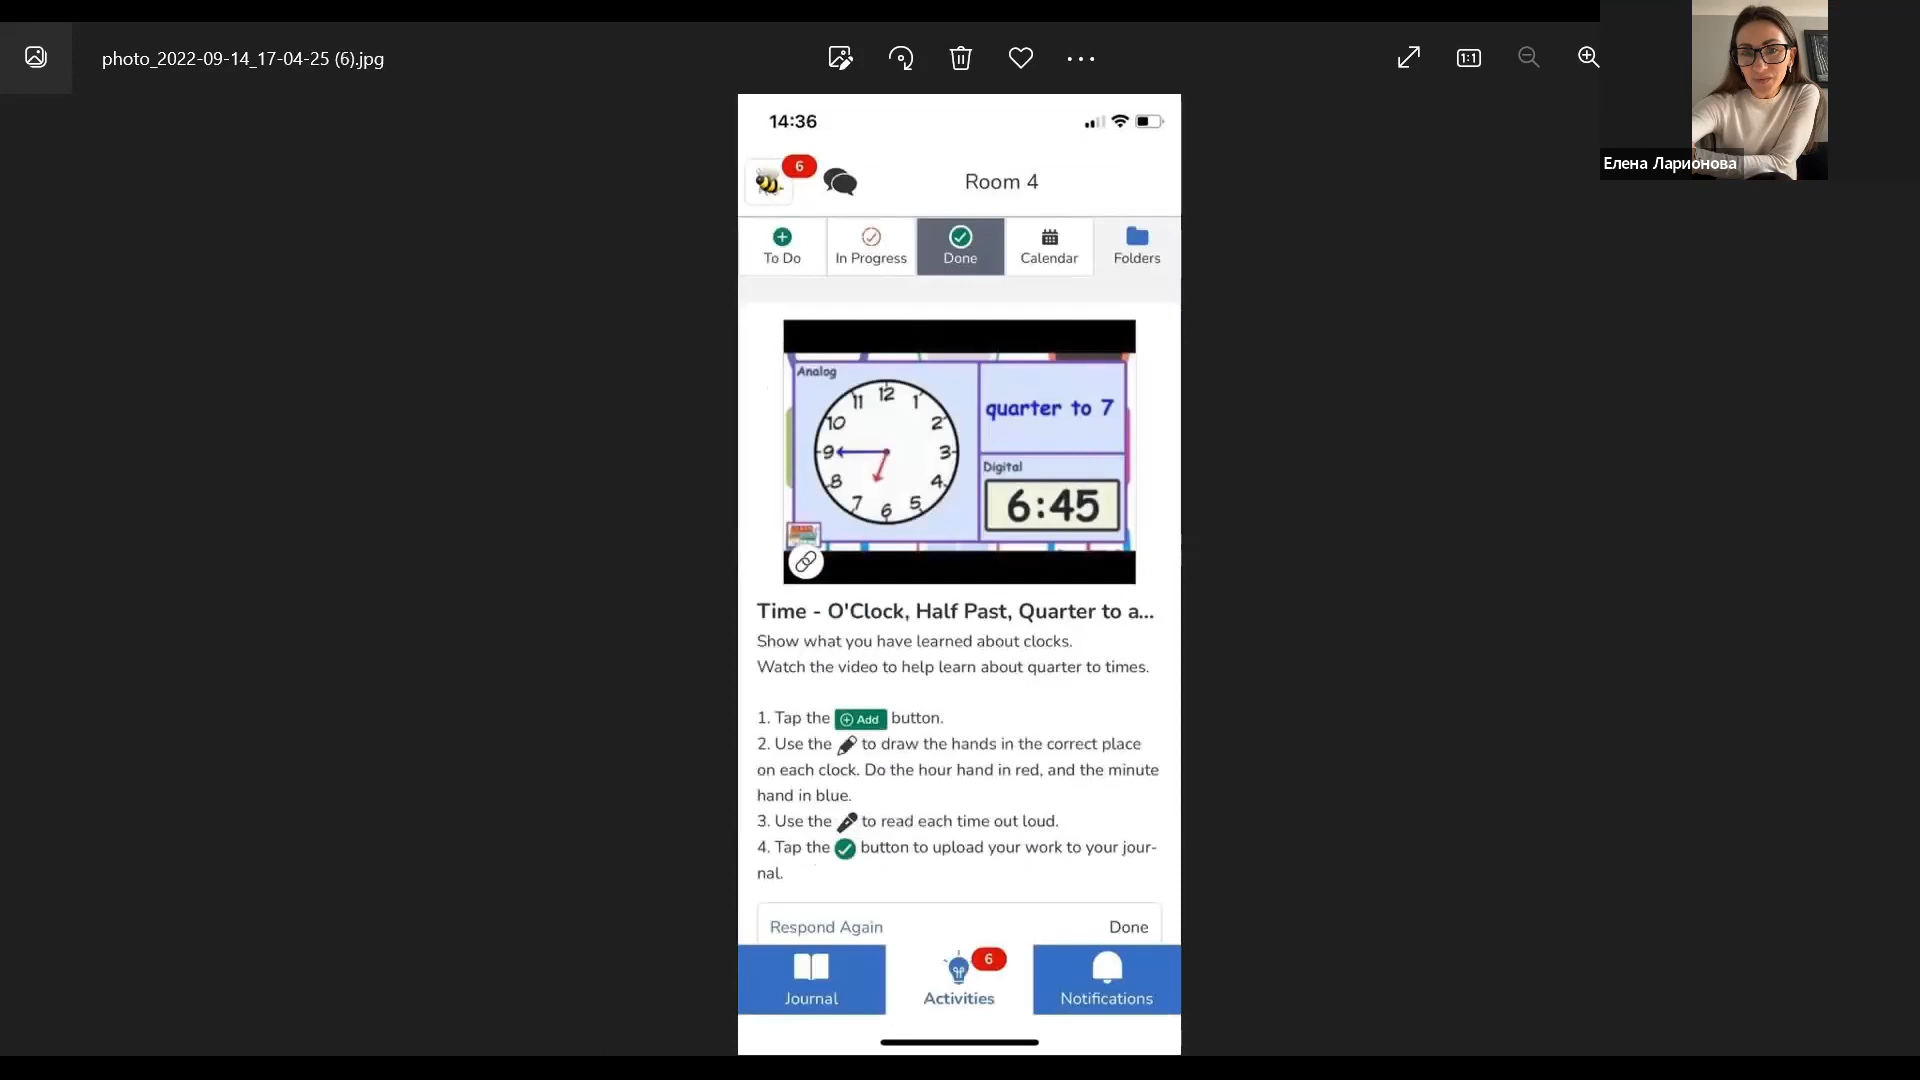 photo_2022-09-14_17-04-25 (6).jpg
1:1
Елена Ларионова
14:36
6
Room 4
To Do
In Progress
Done
Calendar
Folders
Analog
12
1
2
3
4
5
6
7
8
9
10
11
quarter to 7
Digital
6:45
Time - O'Clock, Half Past, Quarter to a...
Show what you have learned about clocks.
Watch the video to help learn about quarter to times.
1. Tap the Add button.
2. Use the to draw the hands in the correct place
on each clock. Do the hour hand in red, and the minute
hand in blue.
3. Use the to read each time out loud.
4. Tap the button to upload your work to your jour-
nal.
Respond Again
Done
Journal
6
Activities
Notifications